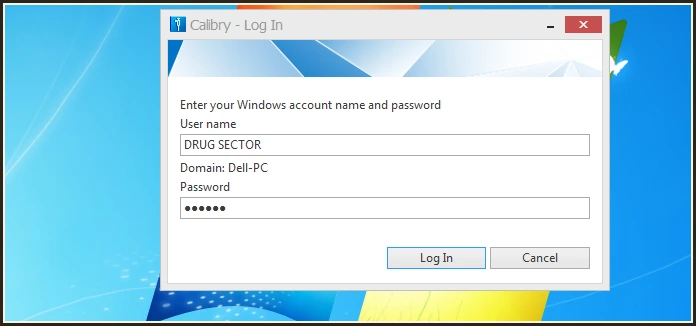 Calibry - Log In
Enter your Windows account name and password
User name
DRUG SECTOR
Domain: Dell-PC
Password
●●●●●●
Log In
Cancel